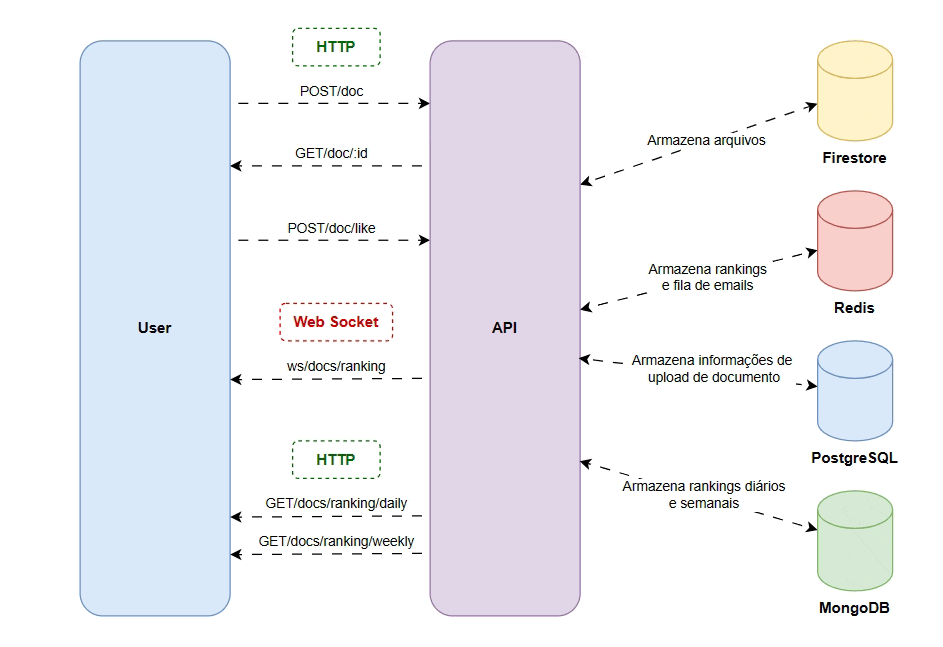 HTTP
POST/doc
GET/doc/:id
POST/doc/like
Web Socket
ws/docs/ranking
HTTP
GET/docs/ranking/daily
GET/docs/ranking/weekly
User
API
Armazena arquivos
Firestore
Armazena rankings
e fila de emails
Redis
Armazena informações de
upload de documento
PostgreSQL
Armazena rankings diários
e semanais
MongoDB